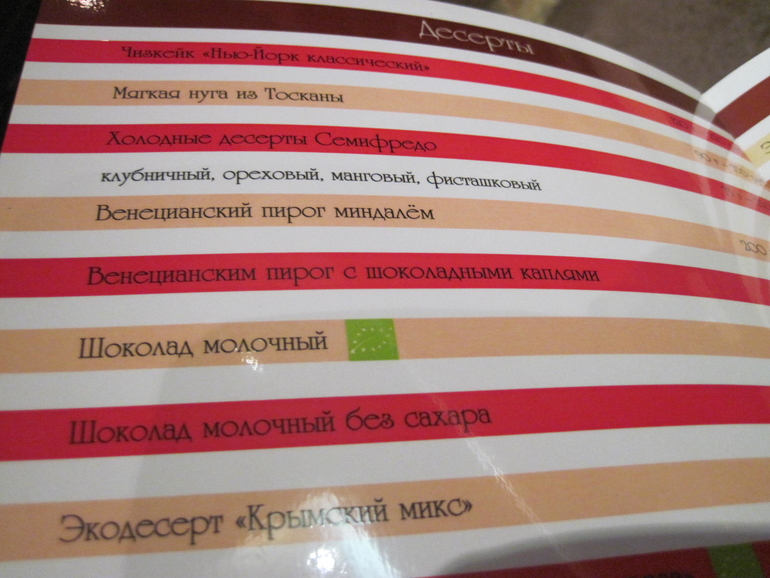 Десерты
Чизкейк «Нью-Йорк классический»
Мягкая нуга из Тосканы
Холодные десерты Семифредо
клубничный, ореховый, манговый, фисташковый
Венецианский пирог миндалём
200
Венецианским пирог с шоколадными каплями
Шоколад молочный
Шоколад молочный без сахара
Экодесерт «Крымский микс»